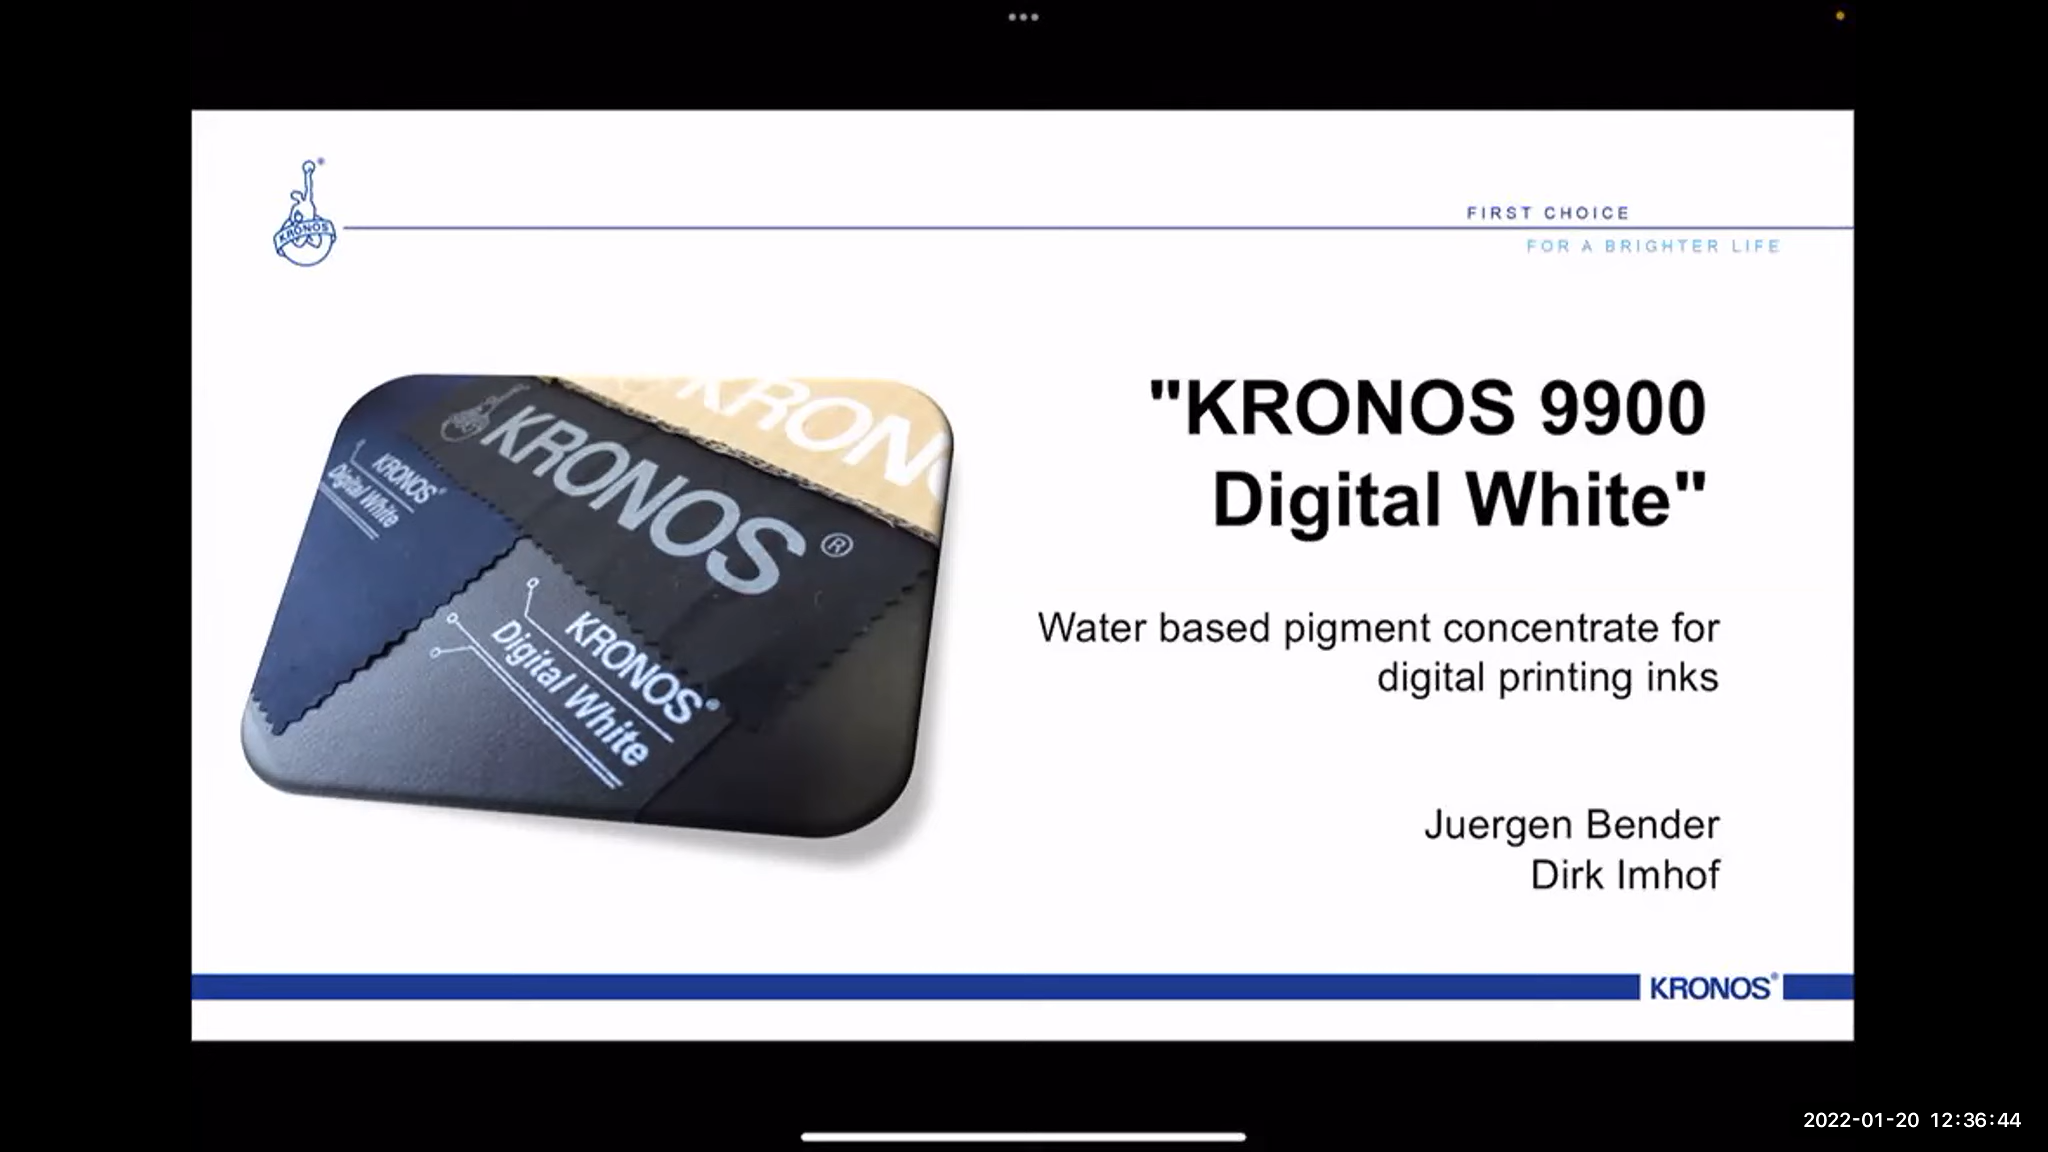 KRONOS
FIRST CHOICE
FOR A BRIGHTER LIFE
KRONOS
KRONOS®
KRONOS®
Digital White
KRONOS®
Digital White
"KRONOS 9900
Digital White"
Water based pigment concentrate for
digital printing inks
Juergen Bender
Dirk Imhof
KRONOS®
2022-01-20 12:36:44